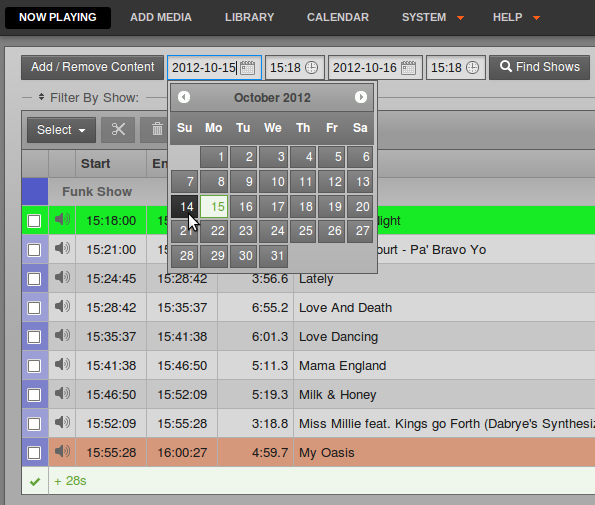 NOW PLAYING ADD MEDIA LIBRARY CALENDAR SYSTEM HELP
Add / Remove Content 2012-10-15 15:18 2012-10-16 15:18 Find Shows
Filter By Show:
October 2012
Select
Su Mo Tu We Th Fr Sa
1 2 3 4 5 6
7 8 9 10 11 12 13
14 15 16 17 18 19 20
21 22 23 24 25 26 27
28 29 30 31
Start En
Funk Show
15:18:00 15 light
15:21:00 15 ourt - Pa' Bravo Yo
15:24:45 15:28:42 3:56.6 Lately
15:28:42 15:35:37 6:55.2 Love And Death
15:35:37 15:41:38 6:01.3 Love Dancing
15:41:38 15:46:50 5:11.3 Mama England
15:46:50 15:52:09 5:19.3 Milk & Honey
15:52:09 15:55:28 3:18.8 Miss Millie feat. Kings go Forth (Dabrye's Synthesiz
15:55:28 16:00:27 4:59.7 My Oasis
+ 28s